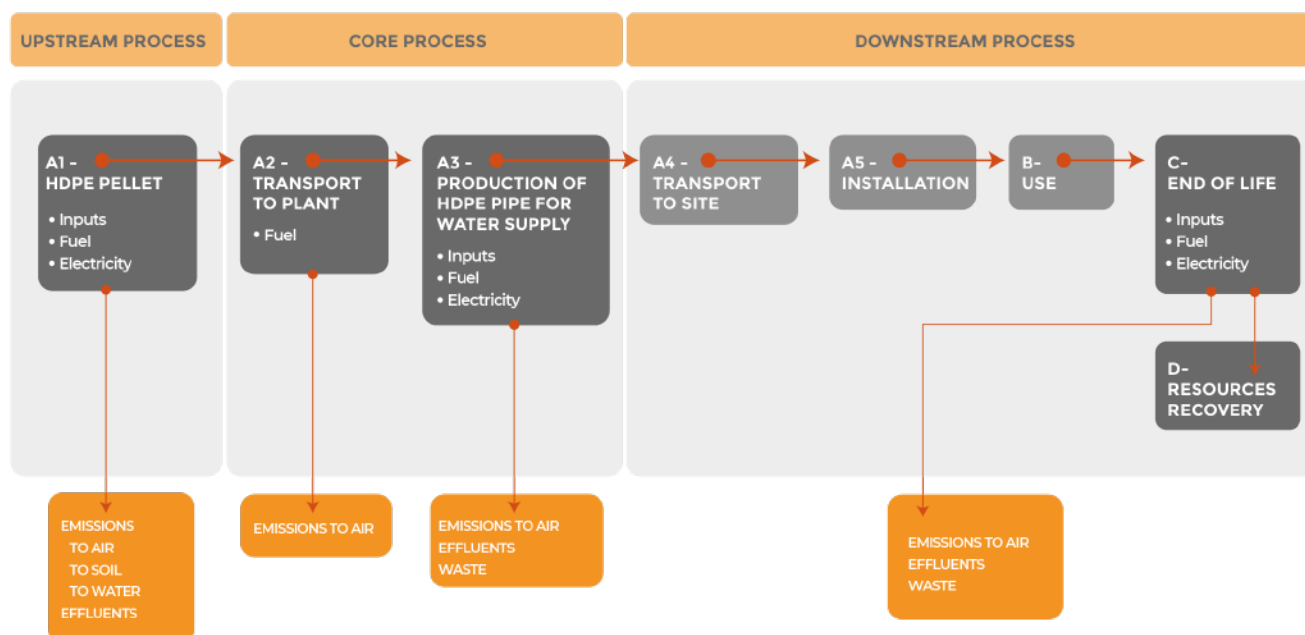 UPSTREAM PROCESS
CORE PROCESS
DOWNSTREAM PROCESS
A1 -
HDPE PELLET
• Inputs
• Fuel
• Electricity
A2 -
TRANSPORT
TO PLANT
• Fuel
A3 -
PRODUCTION OF
HDPE PIPE FOR
WATER SUPPLY
• Inputs
• Fuel
• Electricity
A4 -
TRANSPORT
TO SITE
A5 -
INSTALLATION
B-
USE
C-
END OF LIFE
• Inputs
• Fuel
• Electricity
D-
RESOURCES
RECOVERY
EMISSIONS
TO AIR
TO SOIL
TO WATER
EFFLUENTS
EMISSIONS TO AIR
EMISSIONS TO AIR
EFFLUENTS
WASTE
EMISSIONS TO AIR
EFFLUENTS
WASTE